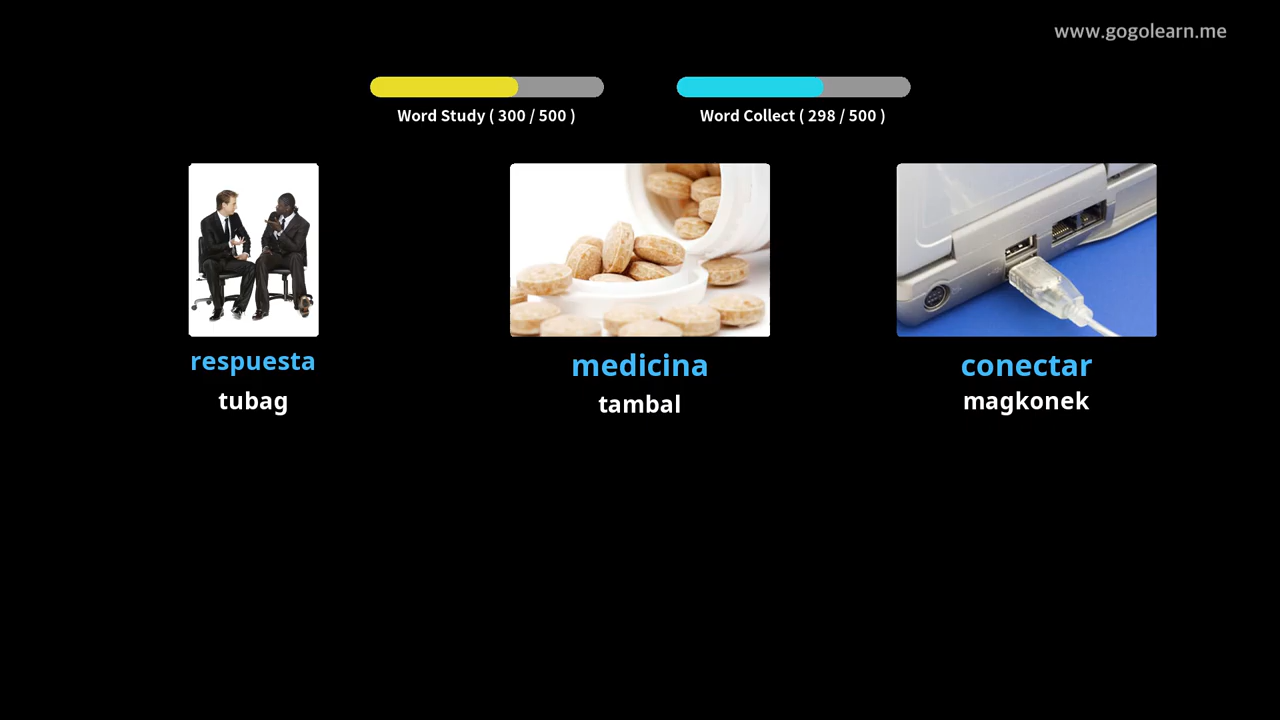 www.gogolearn.me
Word Study ( 300 / 500 )
Word Collect ( 298 / 500 )
respuesta
tubag
medicina
tambal
conectar
magkonek